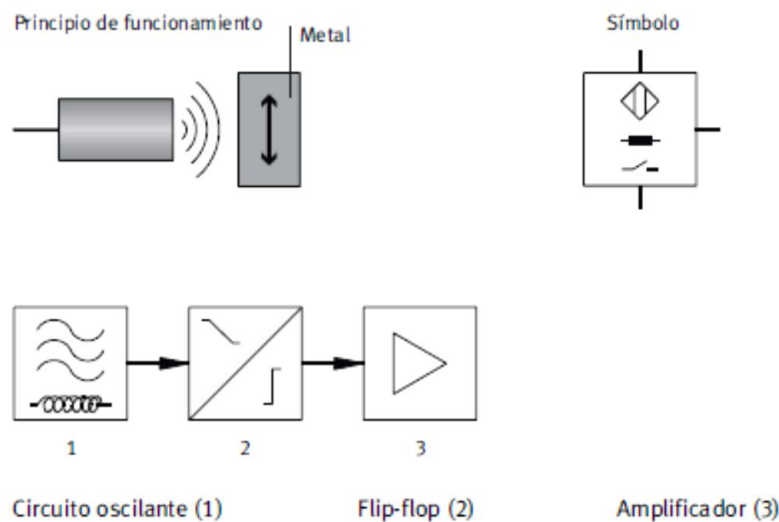 Principio de funcionamiento
Metal
Símbolo
1
2
3
Circuito oscilante (1)
Flip-flop (2)
Amplificador (3)